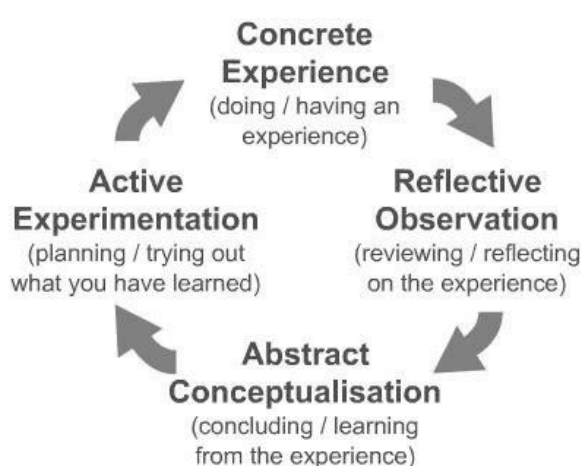 Concrete
Experience
(doing / having an
experience)
Reflective
Observation
(reviewing / reflecting
on the experience)
Abstract
Conceptualisation
(concluding / learning
from the experience)
Active
Experimentation
(planning / trying out
what you have learned)